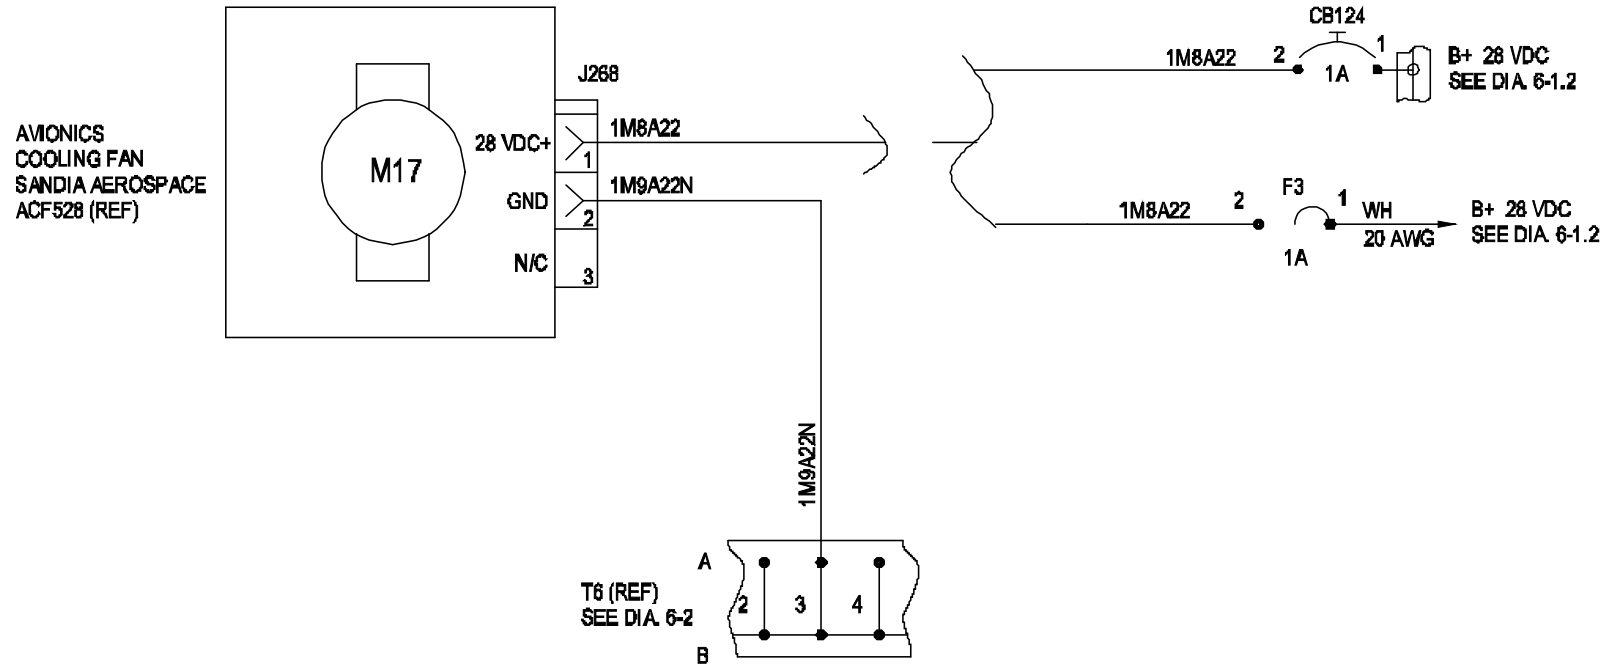 AVIONICS
COOLING FAN
SANDIA AEROSPACE
ACF528 (REF)
M17
J268
28 VDC+
1
1M8A22
GND
2
1M9A22N
N/C
3
CB124
1M8A22
2
1
1A
B+ 28 VDC
SEE DIA. 6-1.2
F3
1M8A22
2
1
WH
20 AWG
1A
B+ 28 VDC
SEE DIA. 6-1.2
1M9A22N
A
T6 (REF)
SEE DIA. 6-2
2
3
4
B